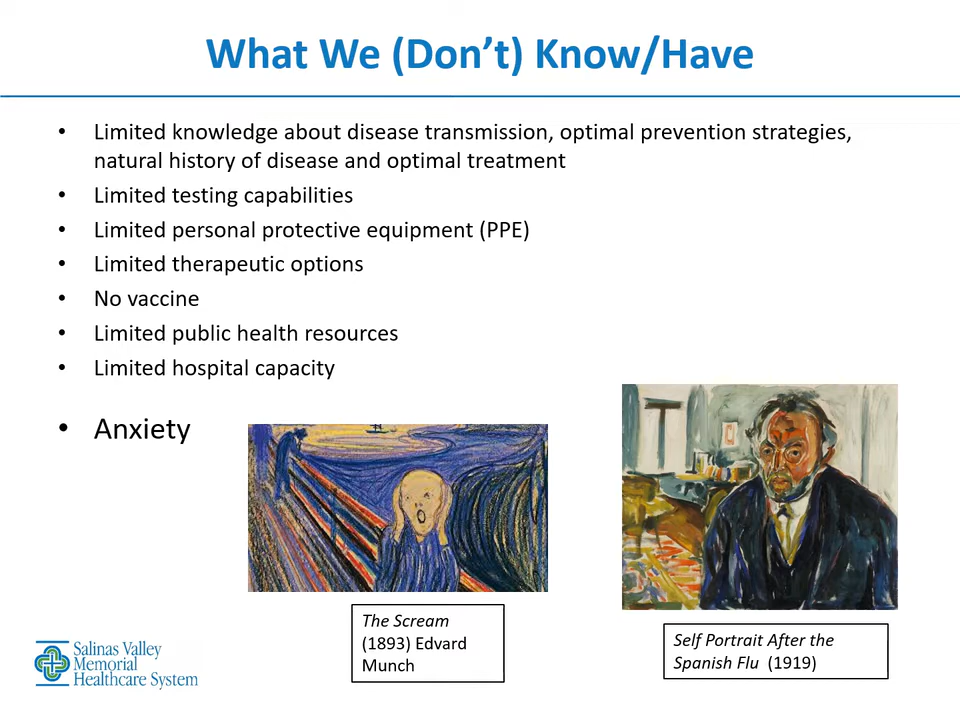 What We (Don’t) Know/Have
• Limited knowledge about disease transmission, optimal prevention strategies,
natural history of disease and optimal treatment
• Limited testing capabilities
• Limited personal protective equipment (PPE)
• Limited therapeutic options
• No vaccine
• Limited public health resources
• Limited hospital capacity
• Anxiety
The Scream
(1893) Edvard
Munch
Self Portrait After the
Spanish Flu (1919)
Salinas Valley
Memorial
Healthcare System